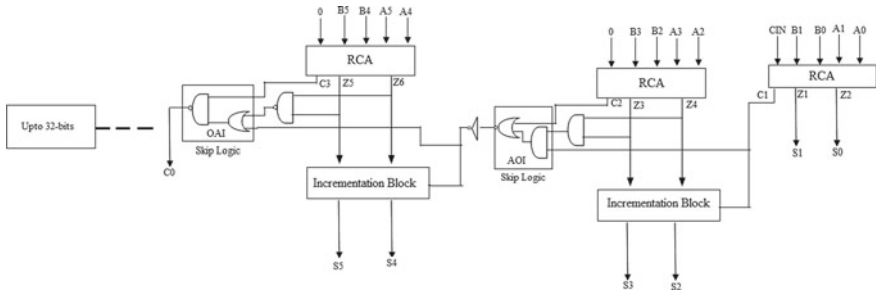 0 B5 B4 A5 A4
RCA
C3 Z5 Z6
OAI
Skip Logic
C0
Incrementation Block
S5 S4
Upto 32-bits
0 B3 B2 A3 A2
RCA
C2 Z3 Z4
AOI
Skip Logic
Incrementation Block
S3 S2
CIN B1 B0 A1 A0
RCA
C1 Z1 Z2
S1 S0